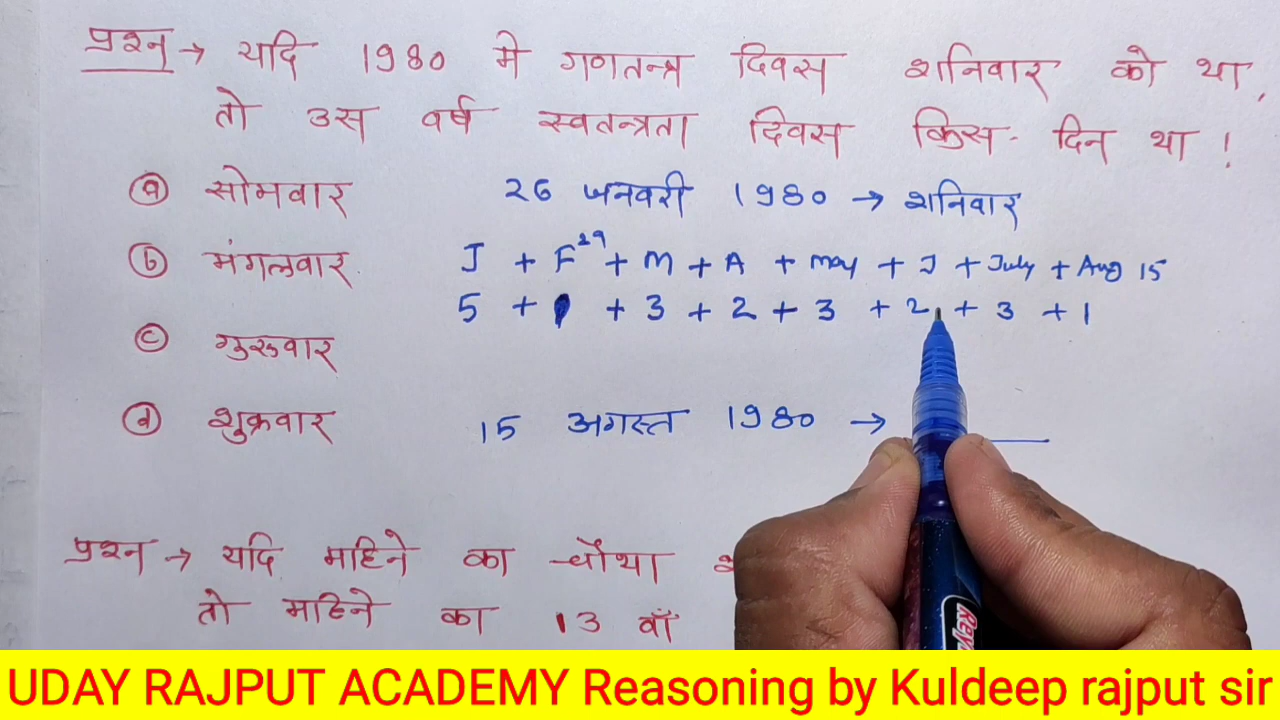 प्रश्न → यदि 1980 मे गणतन्त्र दिवस शनिवार को था,
तो उस वर्ष स्वतन्त्रता दिवस किस दिन था !
ⓐ सोमवार
26 जनवरी 1980 → शनिवार
ⓑ मंगलवार
J + F²⁹ + M + A + May + J + July + Aug 15
5 + 1 + 3 + 2 + 3 + 2 + 3 + 1
ⓒ गुरुवार
ⓓ शुक्रवार
15 अगस्त 1980 →
प्रश्न → यदि महिने का चौथा
तो महिने का 13 वाँ
Rey
UDAY RAJPUT ACADEMY Reasoning by Kuldeep rajput sir